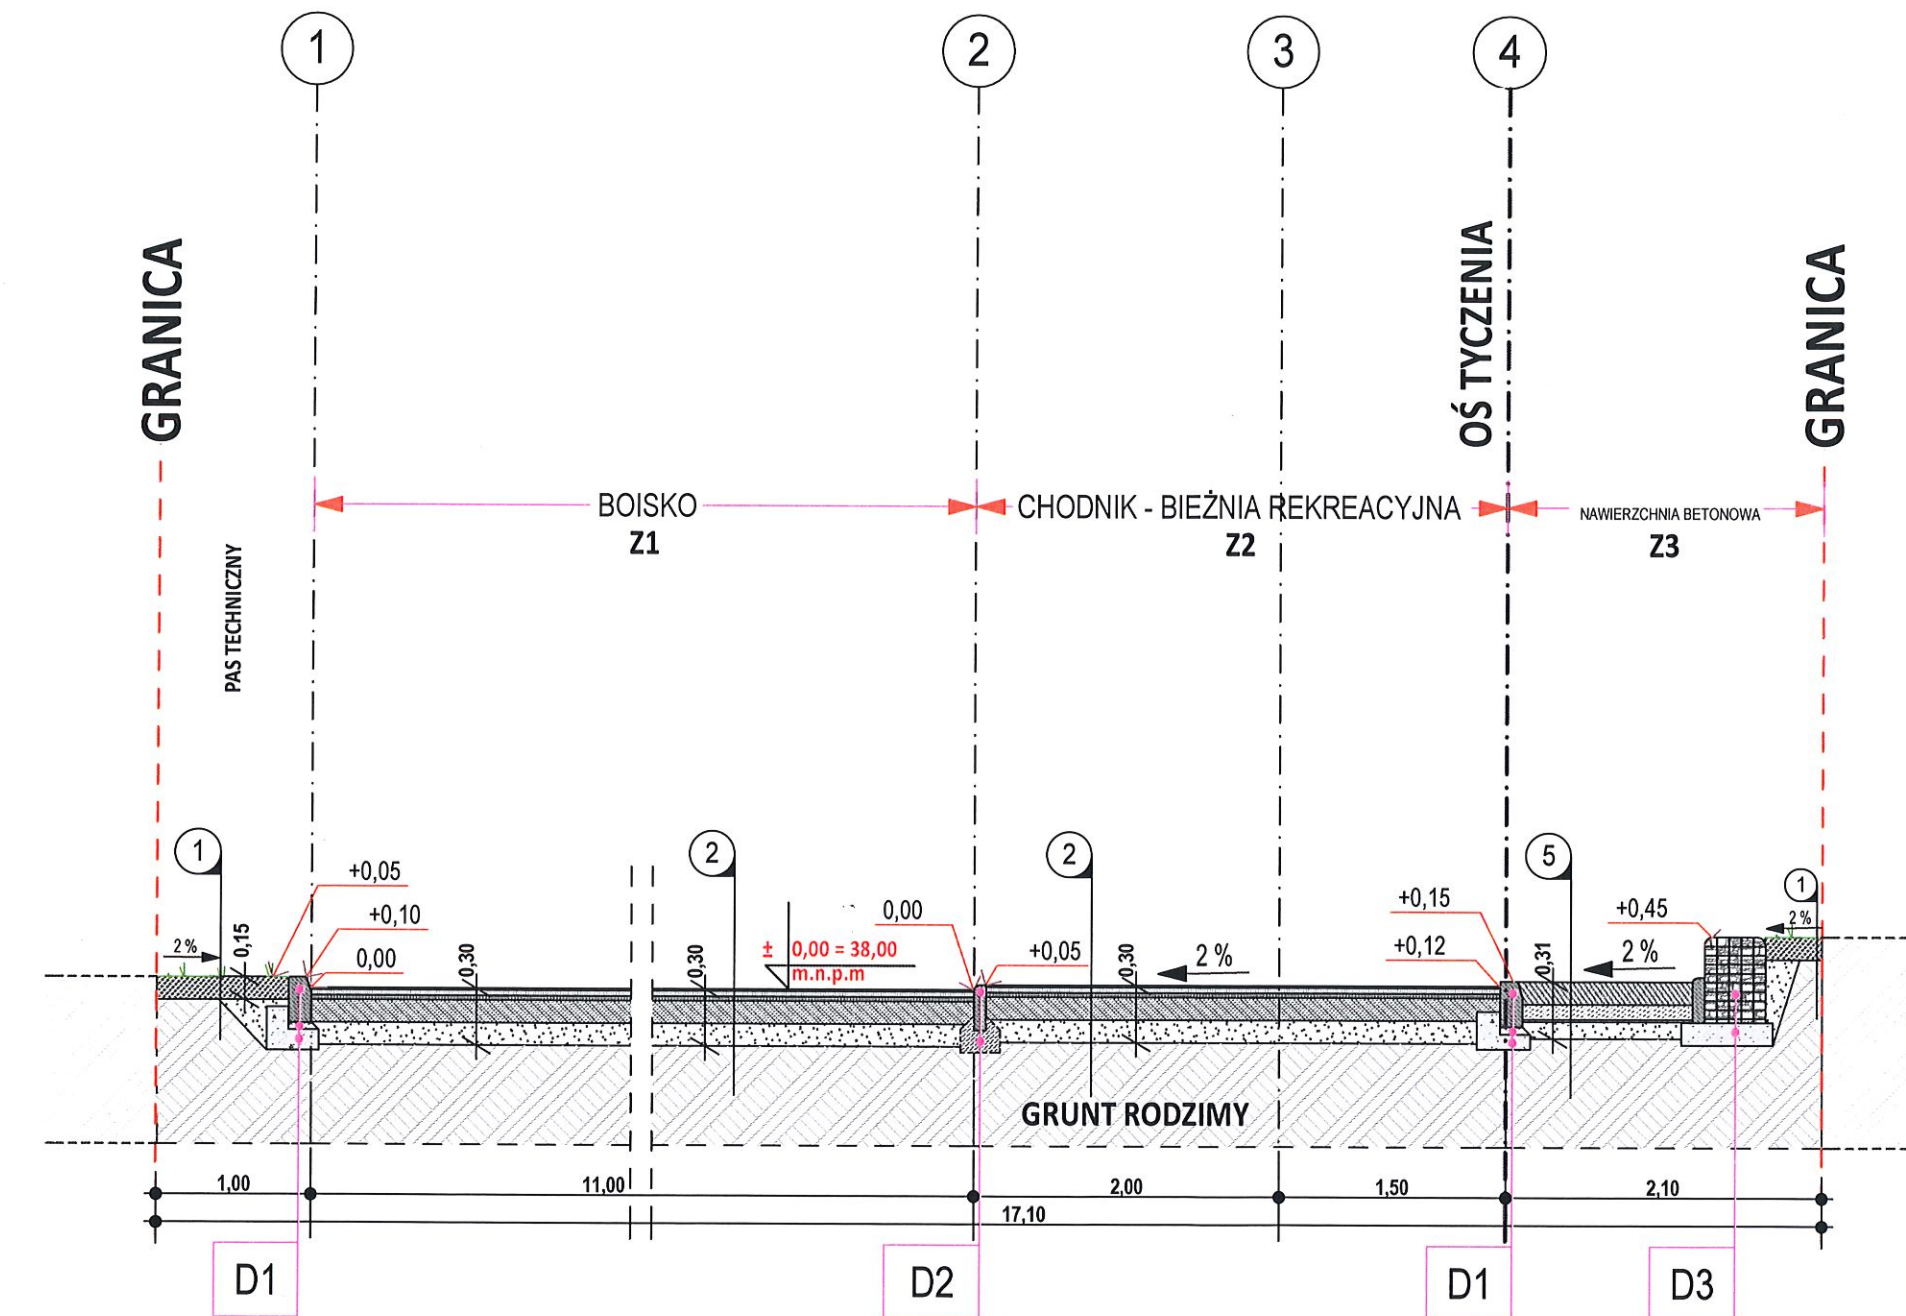 1
2
3
4
GRANICA
OŚ TYCZENIA
GRANICA
BOISKO
Z1
CHODNIK - BIEŻNIA REKREACYJNA
Z2
NAWIERZCHNIA BETONOWA
Z3
PAS TECHNICZNY
1
2
2
5
1
+0,05
+0,10
0,00
2 %
0,15
0,30
0,30
± 0,00 = 38,00
m.n.p.m
0,00
+0,05
0,30
2 %
+0,15
+0,12
0,31
2 %
+0,45
2 %
GRUNT RODZIMY
1,00
11,00
2,00
1,50
2,10
17,10
D1
D2
D1
D3